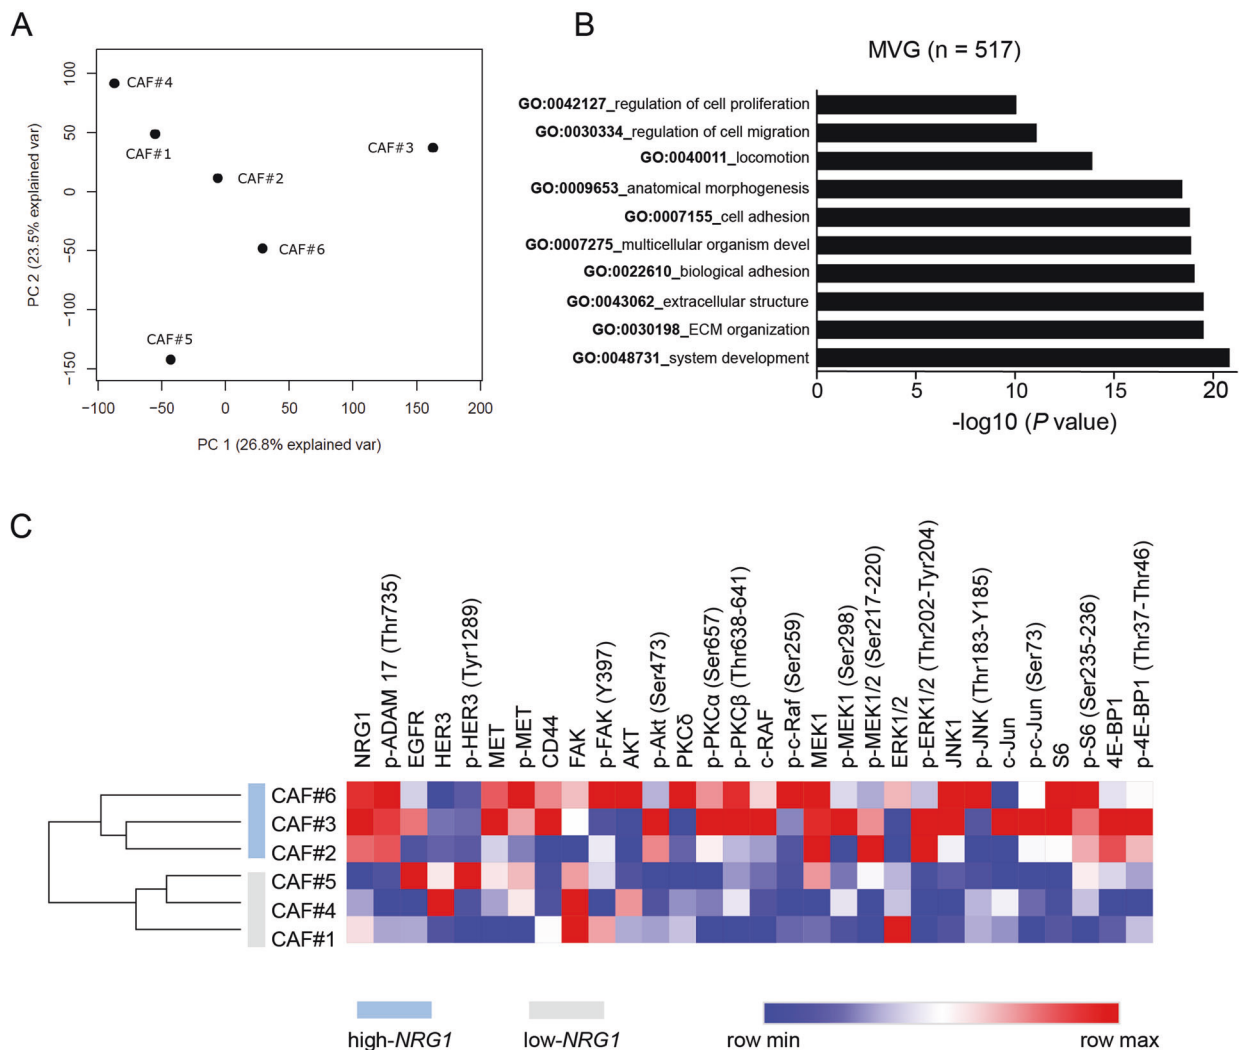 A
100
50
0
−50
−100
−150
PC 2 (23.5% explained var)
CAF#4
CAF#1
CAF#2
CAF#3
CAF#6
CAF#5
−100
−50
0
50
100
150
200
PC 1 (26.8% explained var)
B
MVG (n = 517)
GO:0042127_regulation of cell proliferation
GO:0030334_regulation of cell migration
GO:0040011_locomotion
GO:0009653_anatomical morphogenesis
GO:0007155_cell adhesion
GO:0007275_multicellular organism devel
GO:0022610_biological adhesion
GO:0043062_extracellular structure
GO:0030198_ECM organization
GO:0048731_system development
0
5
10
15
20
-log10 (P value)
C
NRG1
p-ADAM 17 (Thr735)
EGFR
HER3
p-HER3 (Tyr1289)
MET
p-MET
CD44
FAK
p-FAK (Y397)
AKT
p-Akt (Ser473)
PKCδ
p-PKCα (Ser657)
p-PKCβ (Thr638-641)
c-RAF
p-c-Raf (Ser259)
MEK1
p-MEK1 (Ser298)
p-MEK1/2 (Ser217-220)
ERK1/2
p-ERK1/2 (Thr202-Tyr204)
JNK1
p-JNK (Thr183-Y185)
c-Jun
p-c-Jun (Ser73)
S6
p-S6 (Ser235-236)
4E-BP1
p-4E-BP1 (Thr37-Thr46)
CAF#6
CAF#3
CAF#2
CAF#5
CAF#4
CAF#1
high-NRG1
low-NRG1
row min
row max